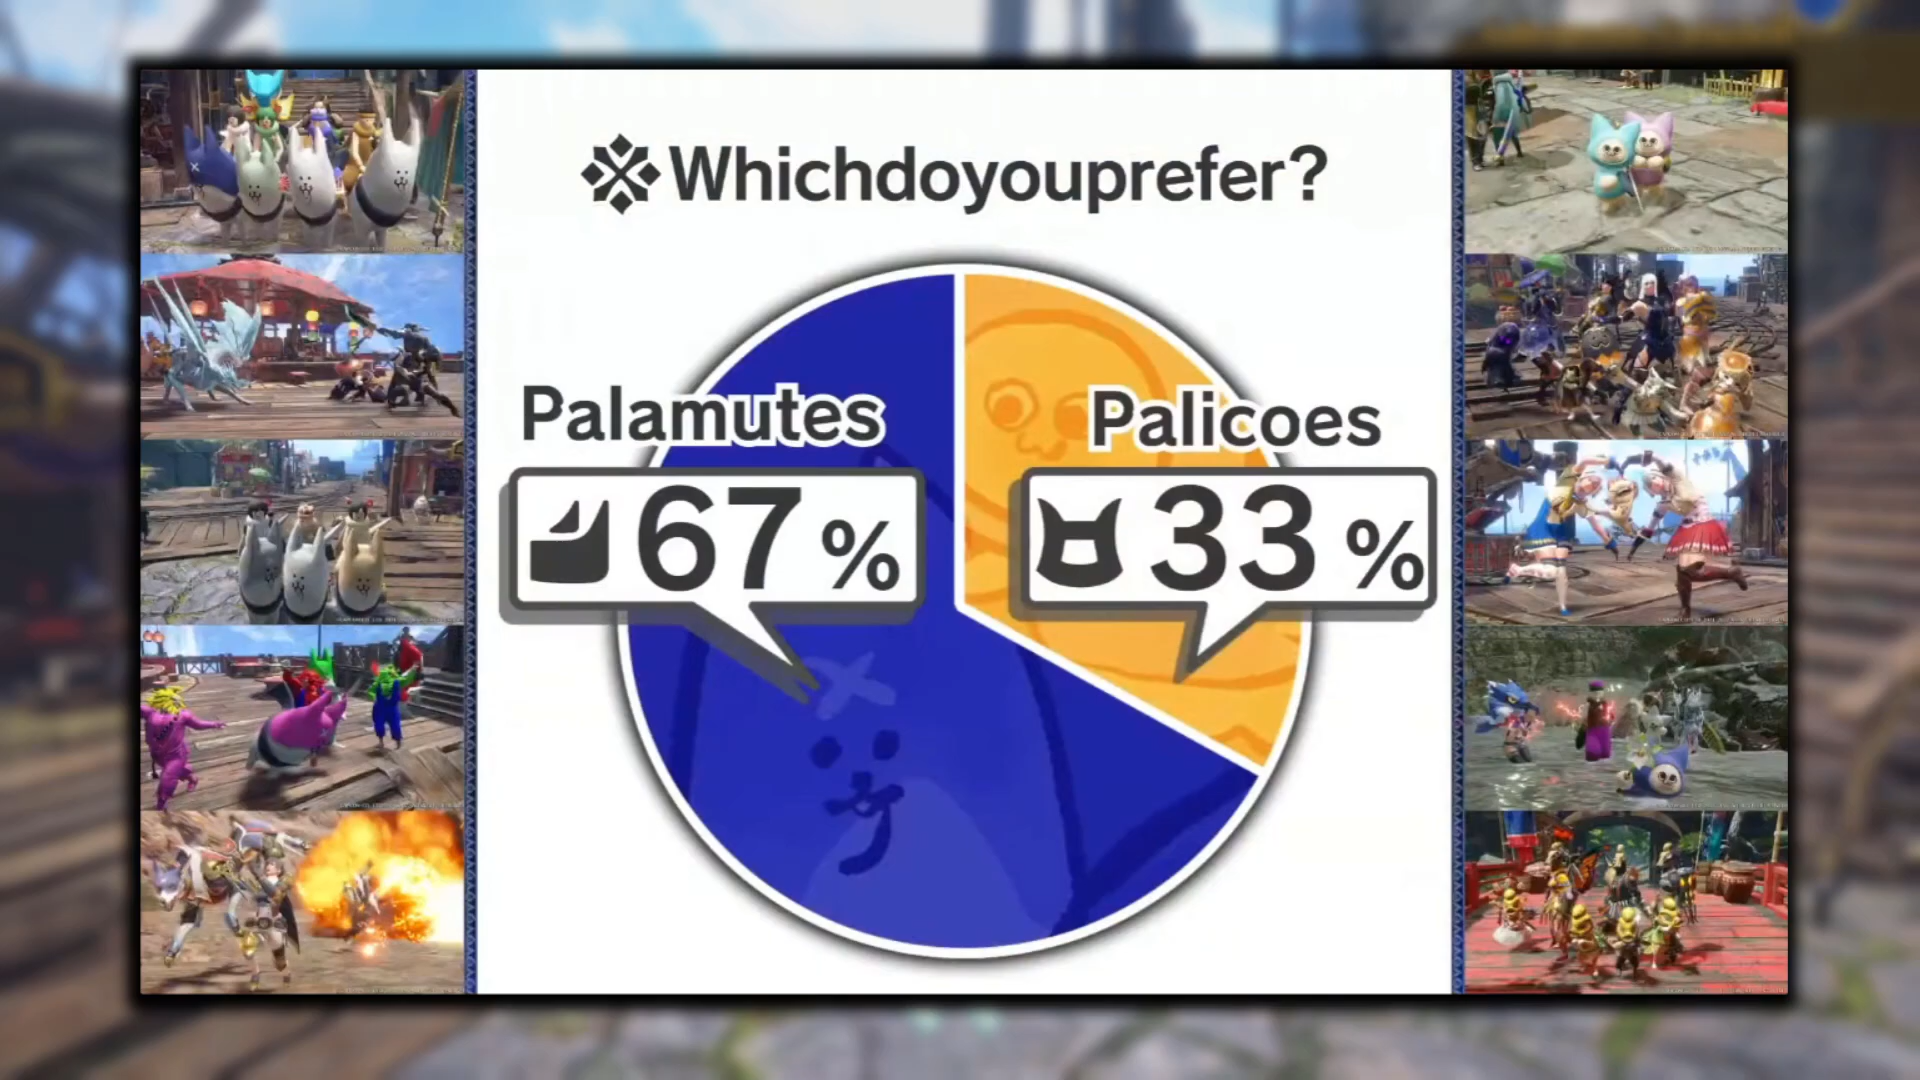 ※Whichdoyouprefer?
Palamutes
67%
Palicoes
33%